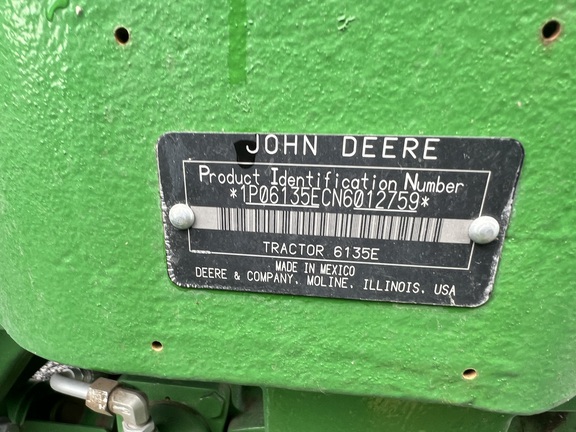 JOHN DEERE
Product Identification Number
*1P06135ECN6012759*
TRACTOR 6135E
MADE IN MEXICO
DEERE & COMPANY, MOLINE, ILLINOIS, USA